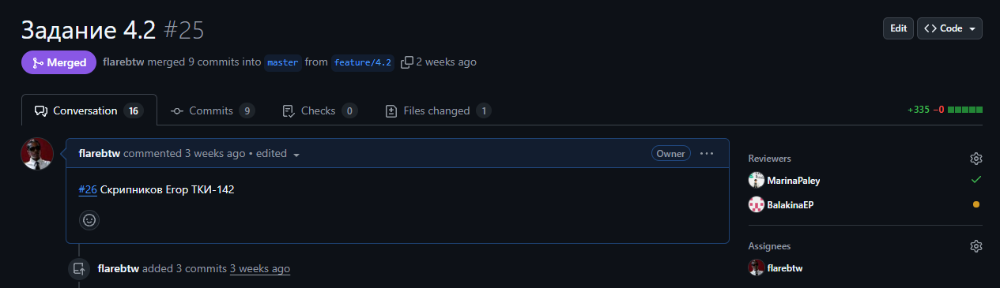 Задание 4.2 #25
Edit
Code
Merged flarebtw merged 9 commits into master from feature/4.2 2 weeks ago
Conversation 16
Commits 9
Checks 0
Files changed 1
+335 −0
flarebtw commented 3 weeks ago • edited
Owner
#26 Скрипников Егор ТКИ-142
flarebtw added 3 commits 3 weeks ago
Reviewers
MarinaPaley
BalakinaEP
Assignees
flarebtw